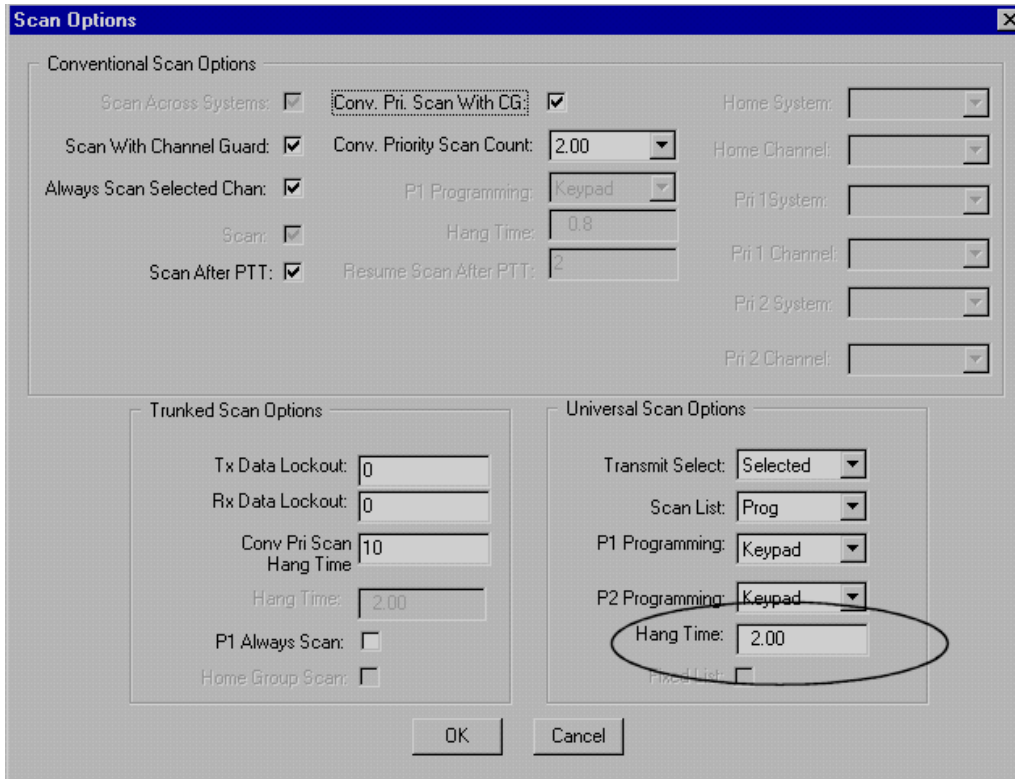 Scan Options
Conventional Scan Options
Scan Across Systems:
Scan With Channel Guard:
Always Scan Selected Chan:
Scan:
Scan After PTT:
Conv. Pri. Scan With CG:
Conv. Priority Scan Count: 2.00
P1 Programming: Keypad
Hang Time: 0.8
Resume Scan After PTT: 2
Home System:
Home Channel:
Pri 1System:
Pri 1 Channel:
Pri 2 System:
Pri 2 Channel:
Trunked Scan Options
Tx Data Lockout: 0
Rx Data Lockout: 0
Conv Pri Scan 10
Hang Time
Hang Time: 2.00
P1 Always Scan:
Home Group Scan:
Universal Scan Options
Transmit Select: Selected
Scan List: Prog
P1 Programming: Keypad
P2 Programming: Keypad
Hang Time: 2.00
Fixed List:
OK
Cancel